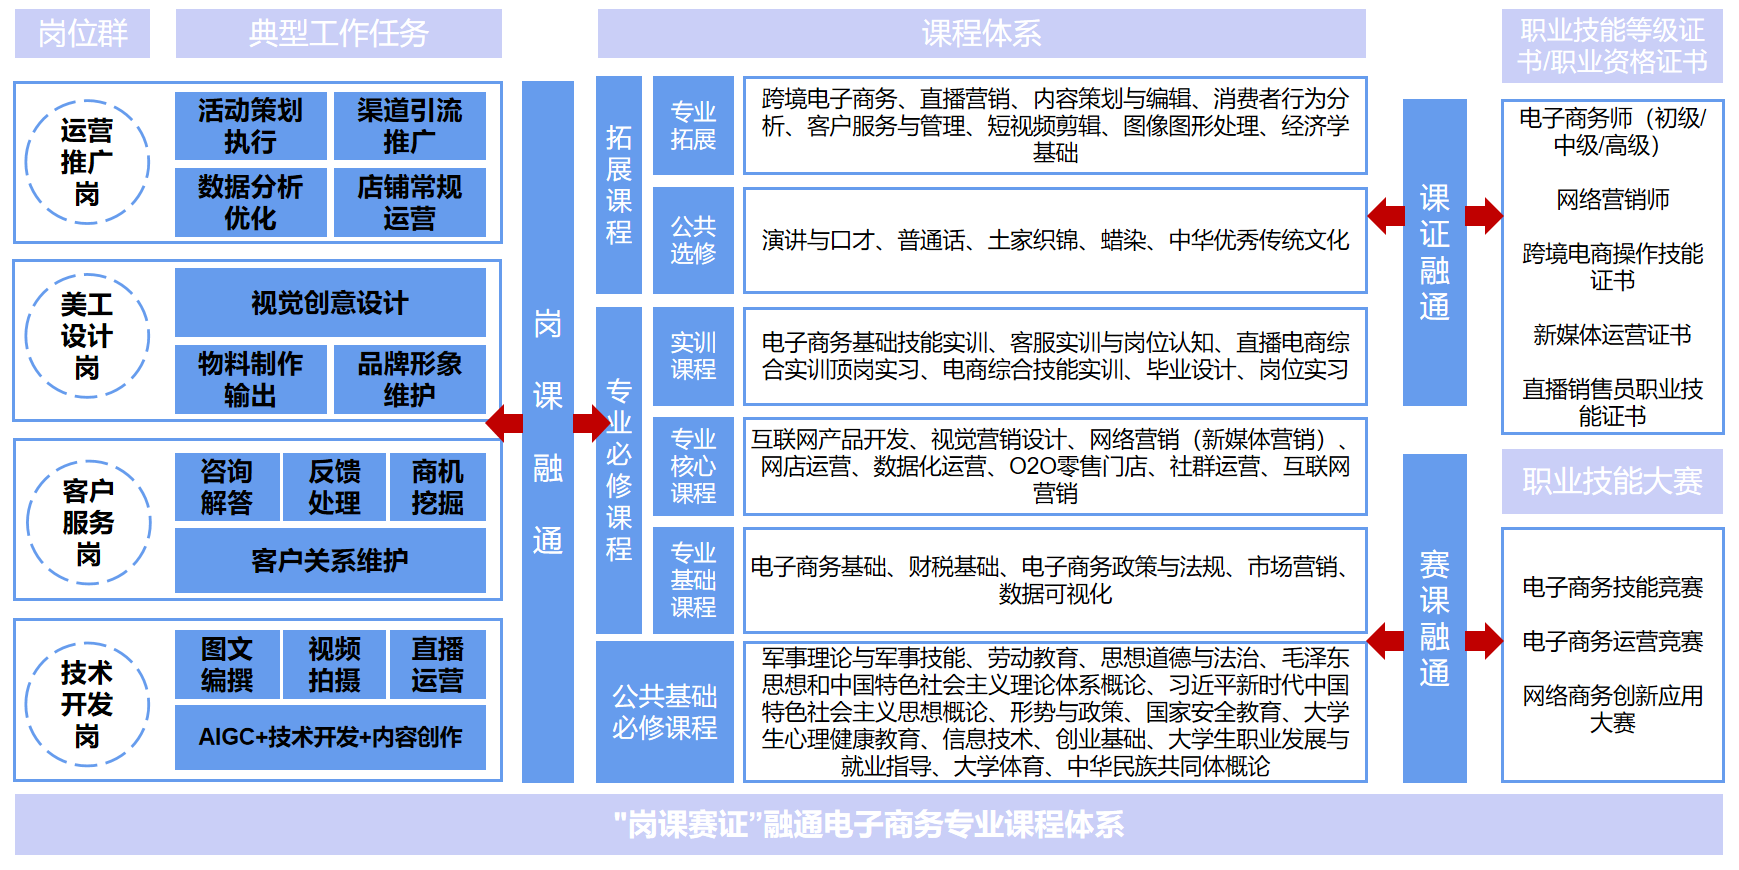 岗位群
典型工作任务
课程体系
职业技能等级证
书/职业资格证书
运营
推广
岗
活动策划
执行
渠道引流
推广
数据分析
优化
店铺常规
运营
美工
设计
岗
视觉创意设计
物料制作
输出
品牌形象
维护
客户
服务
岗
咨询
解答
反馈
处理
商机
挖掘
客户关系维护
技术
开发
岗
图文
编撰
视频
拍摄
直播
运营
AIGC+技术开发+内容创作
岗
课
融
通
拓
展
课
程
专业
拓展
跨境电子商务、直播营销、内容策划与编辑、消费者行为分
析、客户服务与管理、短视频剪辑、图像图形处理、经济学
基础
公共
选修
演讲与口才、普通话、土家织锦、蜡染、中华优秀传统文化
专
业
必
修
课
程
实训
课程
电子商务基础技能实训、客服实训与岗位认知、直播电商综
合实训顶岗实习、电商综合技能实训、毕业设计、岗位实习
专业
核心
课程
互联网产品开发、视觉营销设计、网络营销（新媒体营销）、
网店运营、数据化运营、O2O零售门店、社群运营、互联网
营销
专业
基础
课程
电子商务基础、财税基础、电子商务政策与法规、市场营销、
数据可视化
公共基础
必修课程
军事理论与军事技能、劳动教育、思想道德与法治、毛泽东
思想和中国特色社会主义理论体系概论、习近平新时代中国
特色社会主义思想概论、形势与政策、国家安全教育、大学
生心理健康教育、信息技术、创业基础、大学生职业发展与
就业指导、大学体育、中华民族共同体概论
课
证
融
通
电子商务师（初级/
中级/高级）
网络营销师
跨境电商操作技能
证书
新媒体运营证书
直播销售员职业技
能证书
职业技能大赛
赛
课
融
通
电子商务技能竞赛
电子商务运营竞赛
网络商务创新应用
大赛
"岗课赛证”融通电子商务专业课程体系